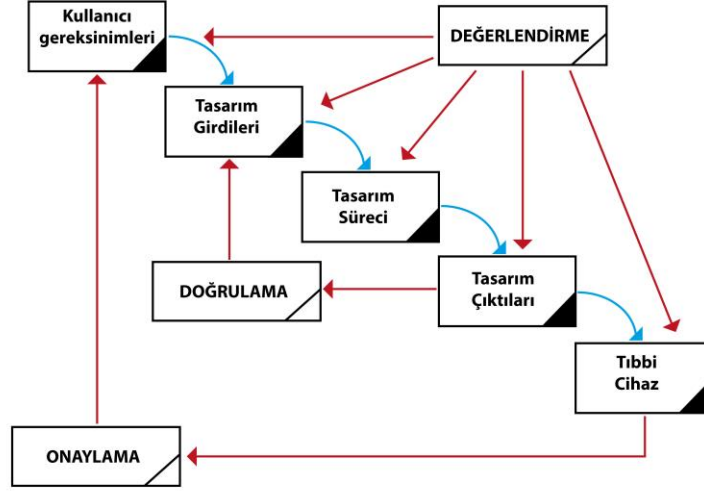 Kullanıcı
gereksinimleri
DEĞERLENDİRME
Tasarım
Girdileri
Tasarım
Süreci
DOĞRULAMA
Tasarım
Çıktıları
Tıbbi
Cihaz
ONAYLAMA